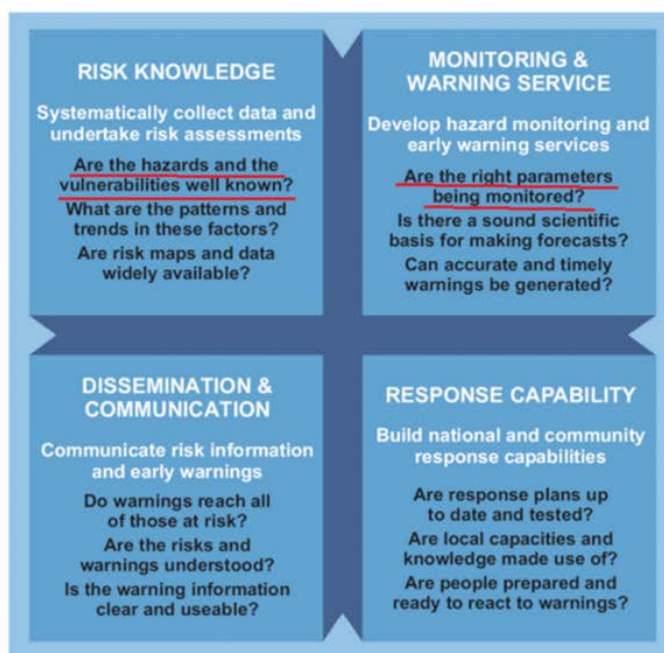 RISK KNOWLEDGE
Systematically collect data and
undertake risk assessments
Are the hazards and the
vulnerabilities well known?
What are the patterns and
trends in these factors?
Are risk maps and data
widely available?
MONITORING &
WARNING SERVICE
Develop hazard monitoring and
early warning services
Are the right parameters
being monitored?
Is there a sound scientific
basis for making forecasts?
Can accurate and timely
warnings be generated?
DISSEMINATION &
COMMUNICATION
Communicate risk information
and early warnings
Do warnings reach all
of those at risk?
Are the risks and
warnings understood?
Is the warning information
clear and useable?
RESPONSE CAPABILITY
Build national and community
response capabilities
Are response plans up
to date and tested?
Are local capacities and
knowledge made use of?
Are people prepared and
ready to react to warnings?